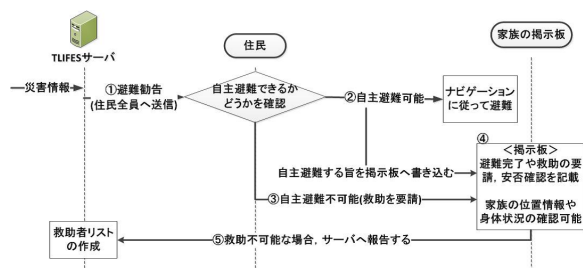 TLIFESサーバ
住民
家族の掲示板
災害情報
①避難勧告
(住民全員へ送信)
自主避難できるか
どうかを確認
②自主避難可能
ナビゲーション
に従って避難
自主避難する旨を掲示板へ書き込む
③自主避難不可能(救助を要請)
④
＜掲示板＞
避難完了や救助の要
請，安否確認を記載
家族の位置情報や
身体状況の確認可能
救助者リスト
の作成
⑤救助不可能な場合，サーバへ報告する